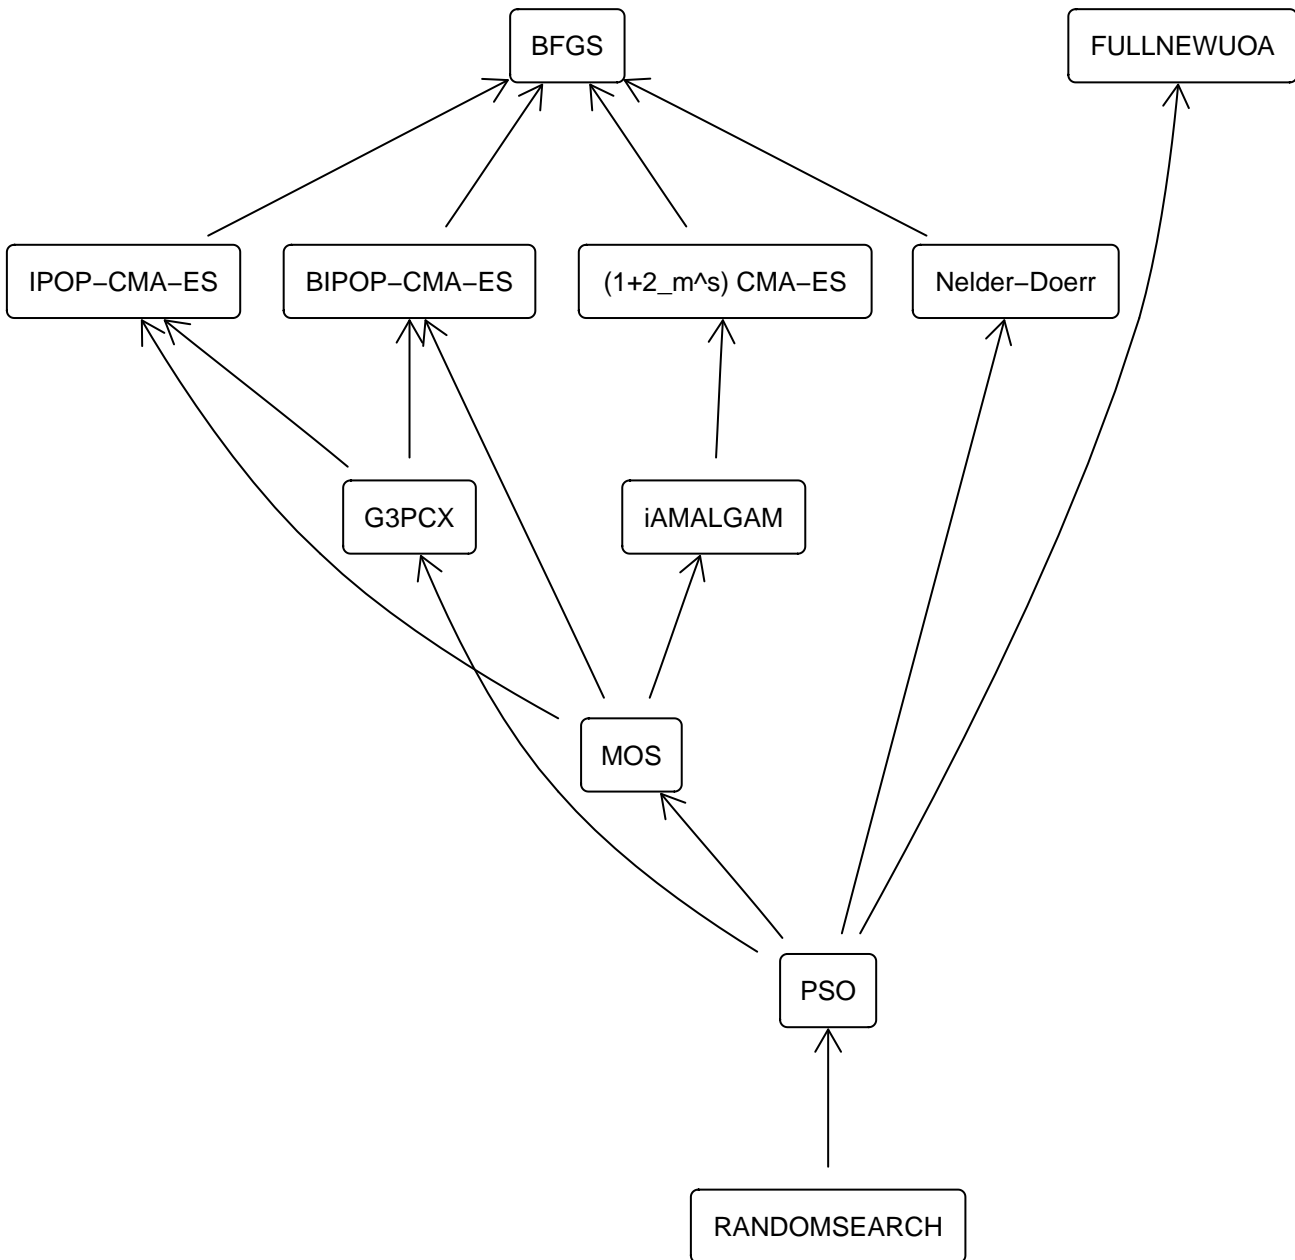 BFGS
FULLNEWUOA
IPOP−CMA−ES
BIPOP−CMA−ES
(1+2_m^s) CMA−ES
Nelder−Doerr
G3PCX
iAMALGAM
MOS
PSO
RANDOMSEARCH